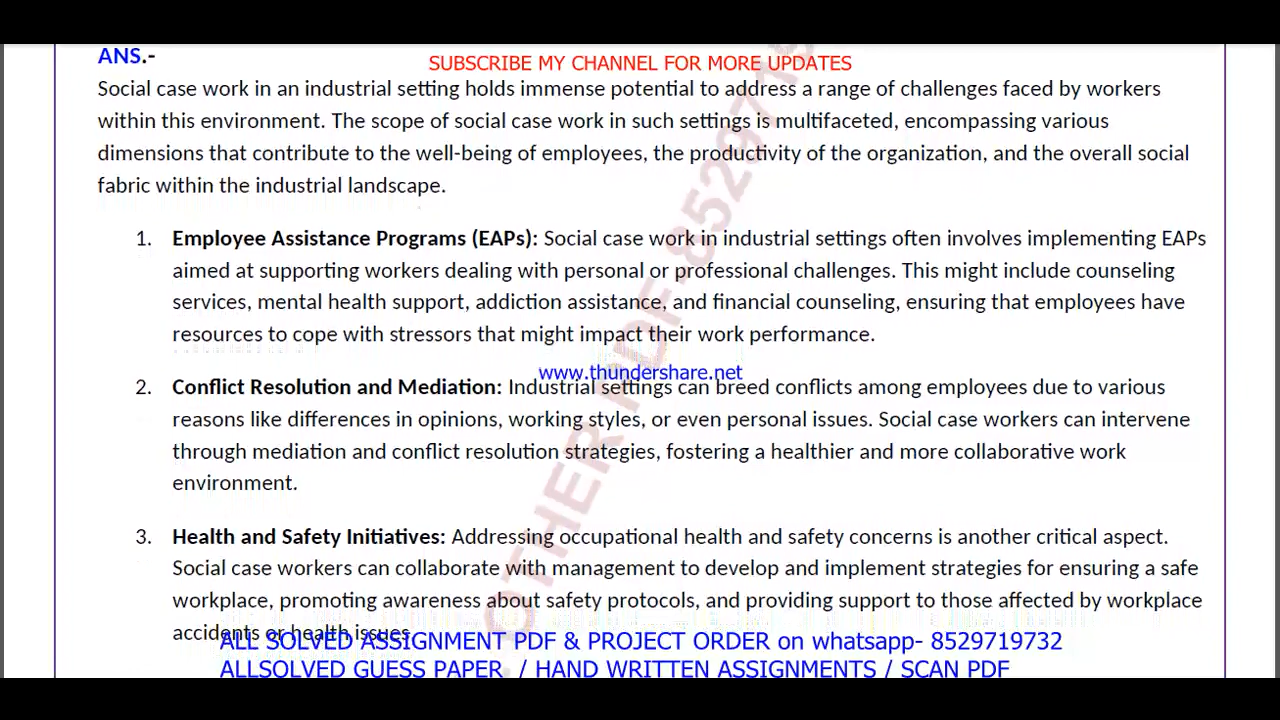 ANS.-
SUBSCRIBE MY CHANNEL FOR MORE UPDATES
Social case work in an industrial setting holds immense potential to address a range of challenges faced by workers
within this environment. The scope of social case work in such settings is multifaceted, encompassing various
dimensions that contribute to the well-being of employees, the productivity of the organization, and the overall social
fabric within the industrial landscape.
1. Employee Assistance Programs (EAPs): Social case work in industrial settings often involves implementing EAPs
aimed at supporting workers dealing with personal or professional challenges. This might include counseling
services, mental health support, addiction assistance, and financial counseling, ensuring that employees have
resources to cope with stressors that might impact their work performance.
www.thundershare.net
2. Conflict Resolution and Mediation: Industrial settings can breed conflicts among employees due to various
reasons like differences in opinions, working styles, or even personal issues. Social case workers can intervene
through mediation and conflict resolution strategies, fostering a healthier and more collaborative work
environment.
3. Health and Safety Initiatives: Addressing occupational health and safety concerns is another critical aspect.
Social case workers can collaborate with management to develop and implement strategies for ensuring a safe
workplace, promoting awareness about safety protocols, and providing support to those affected by workplace
accidents or health issues.
ALL SOLVED ASSIGNMENT PDF & PROJECT ORDER on whatsapp- 8529719732
ALLSOLVED GUESS PAPER / HAND WRITTEN ASSIGNMENTS / SCAN PDF
OTHER PDF-852971